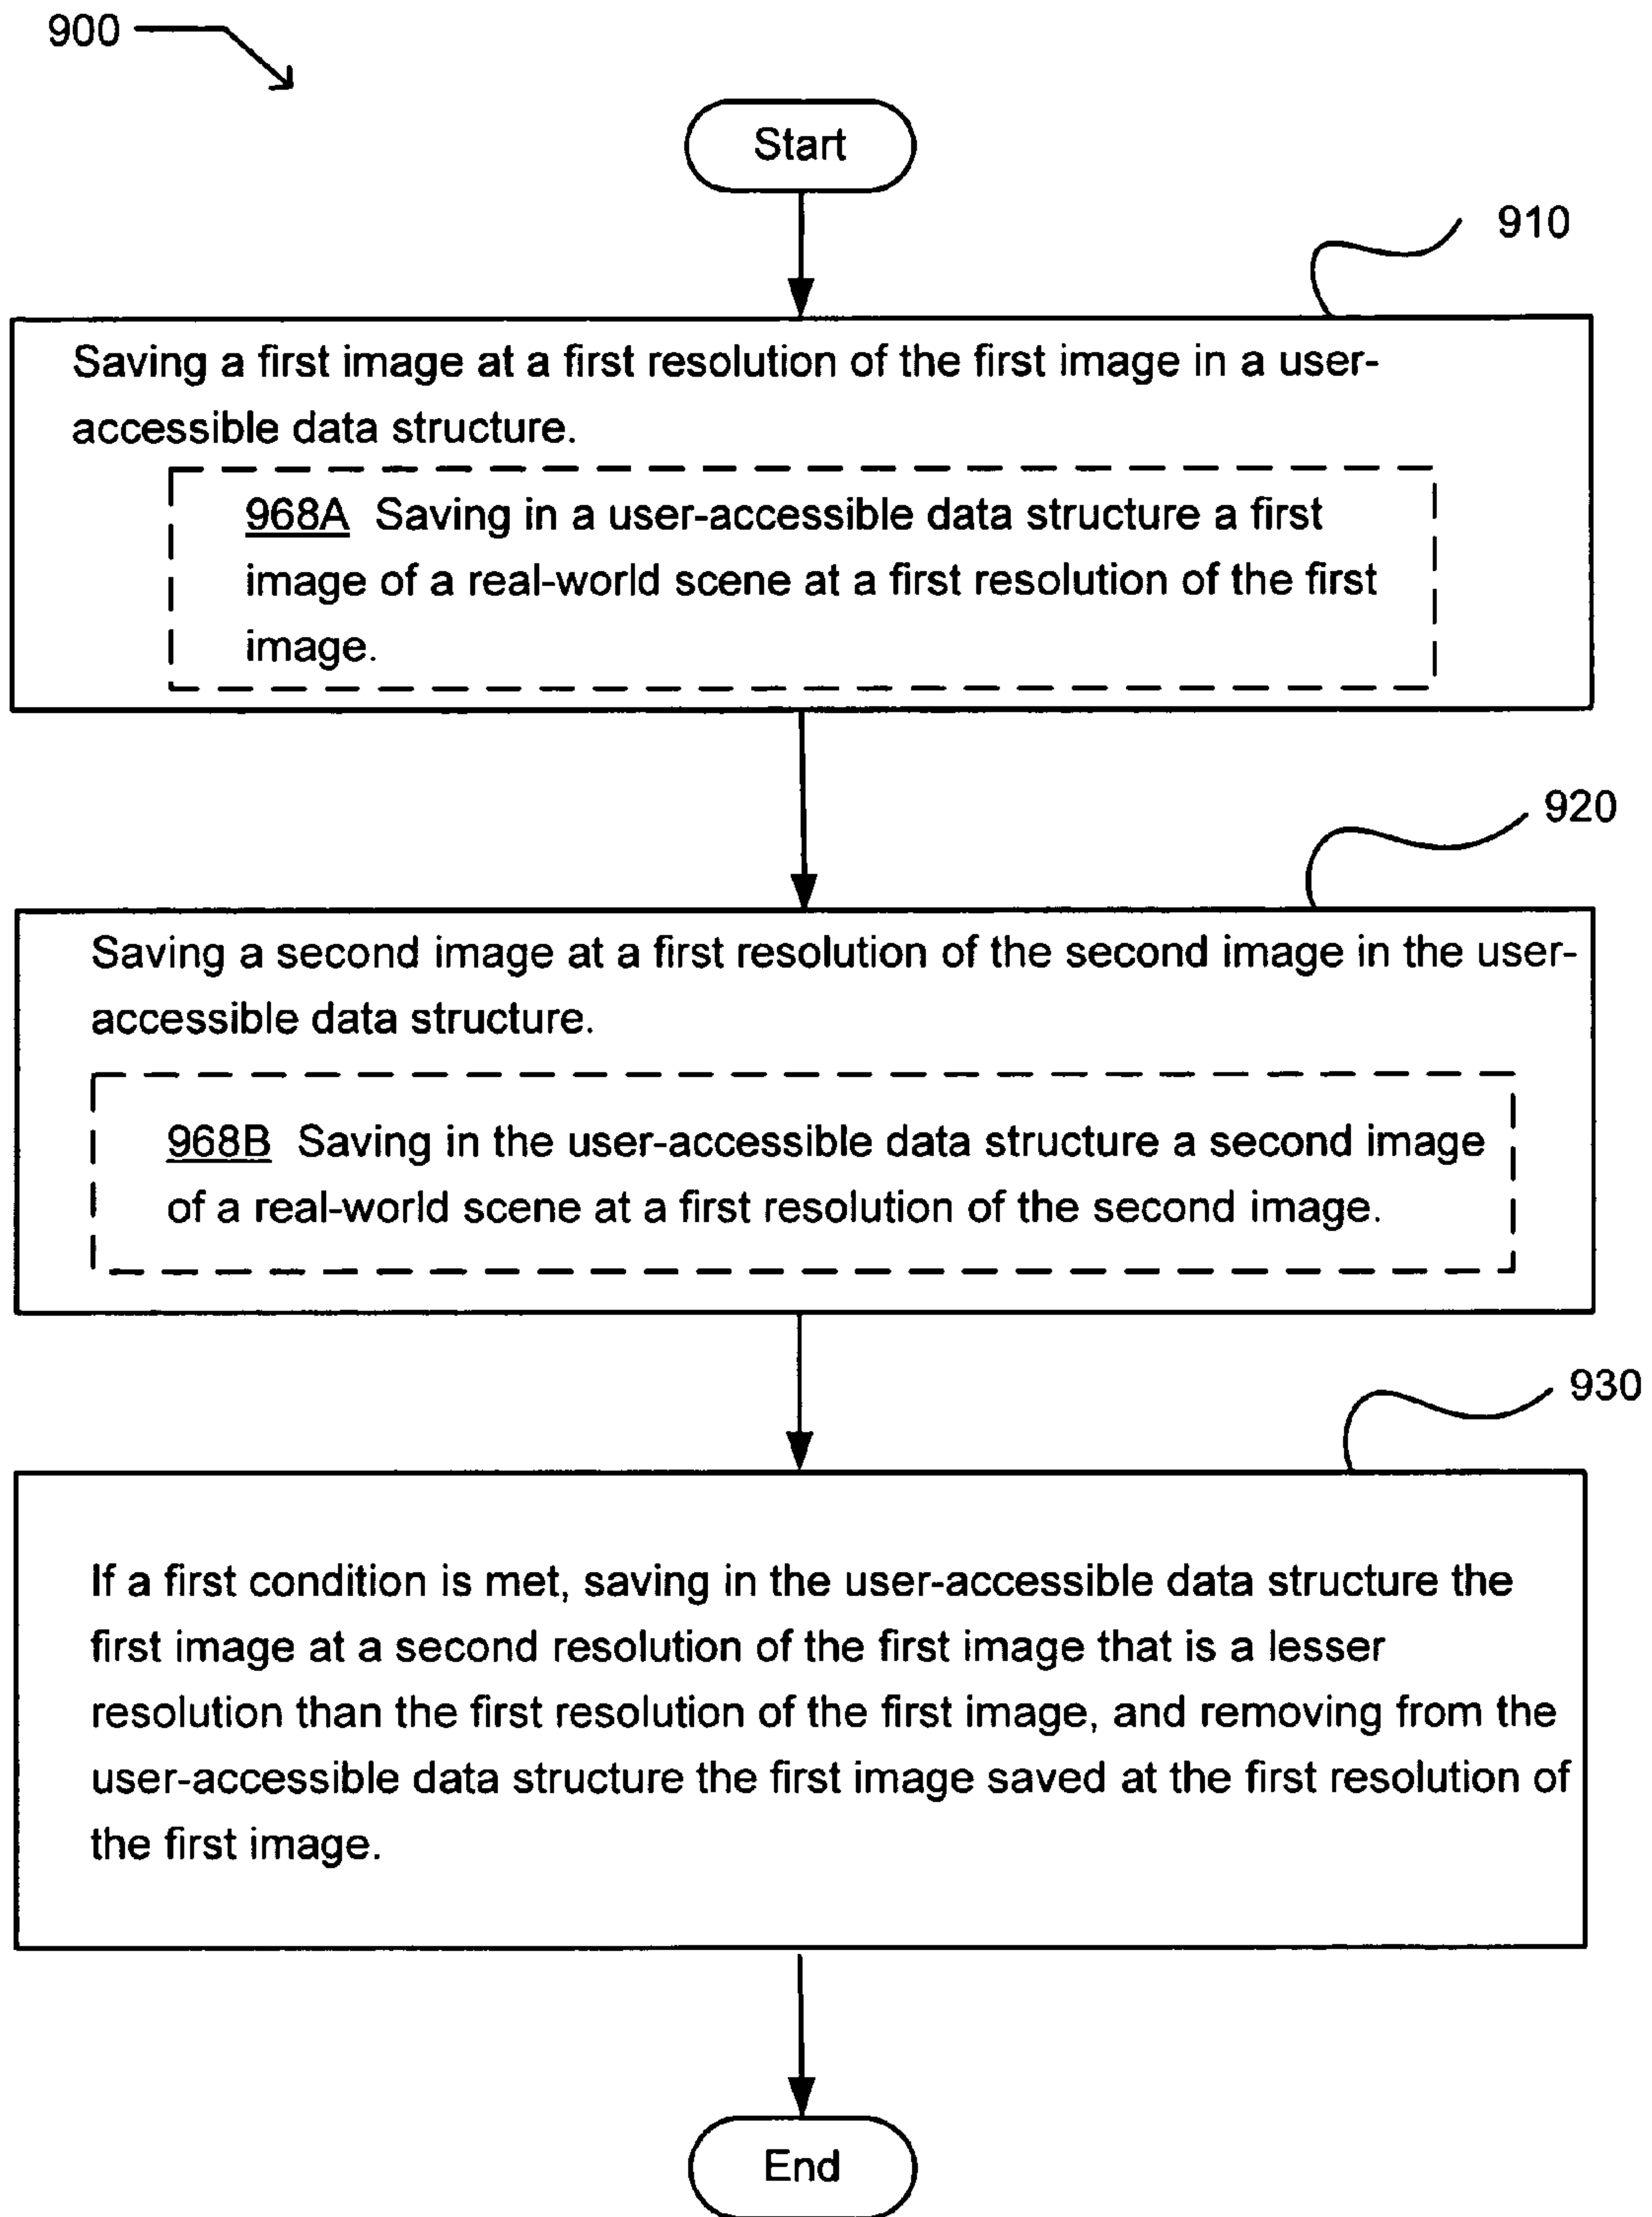 900
Start
910
Saving a first image at a first resolution of the first image in a user-
accessible data structure.
968A Saving in a user-accessible data structure a first
image of a real-world scene at a first resolution of the first
image.
920
Saving a second image at a first resolution of the second image in the user-
accessible data structure.
968B Saving in the user-accessible data structure a second image
of a real-world scene at a first resolution of the second image.
930
If a first condition is met, saving in the user-accessible data structure the
first image at a second resolution of the first image that is a lesser
resolution than the first resolution of the first image, and removing from the
user-accessible data structure the first image saved at the first resolution of
the first image.
End